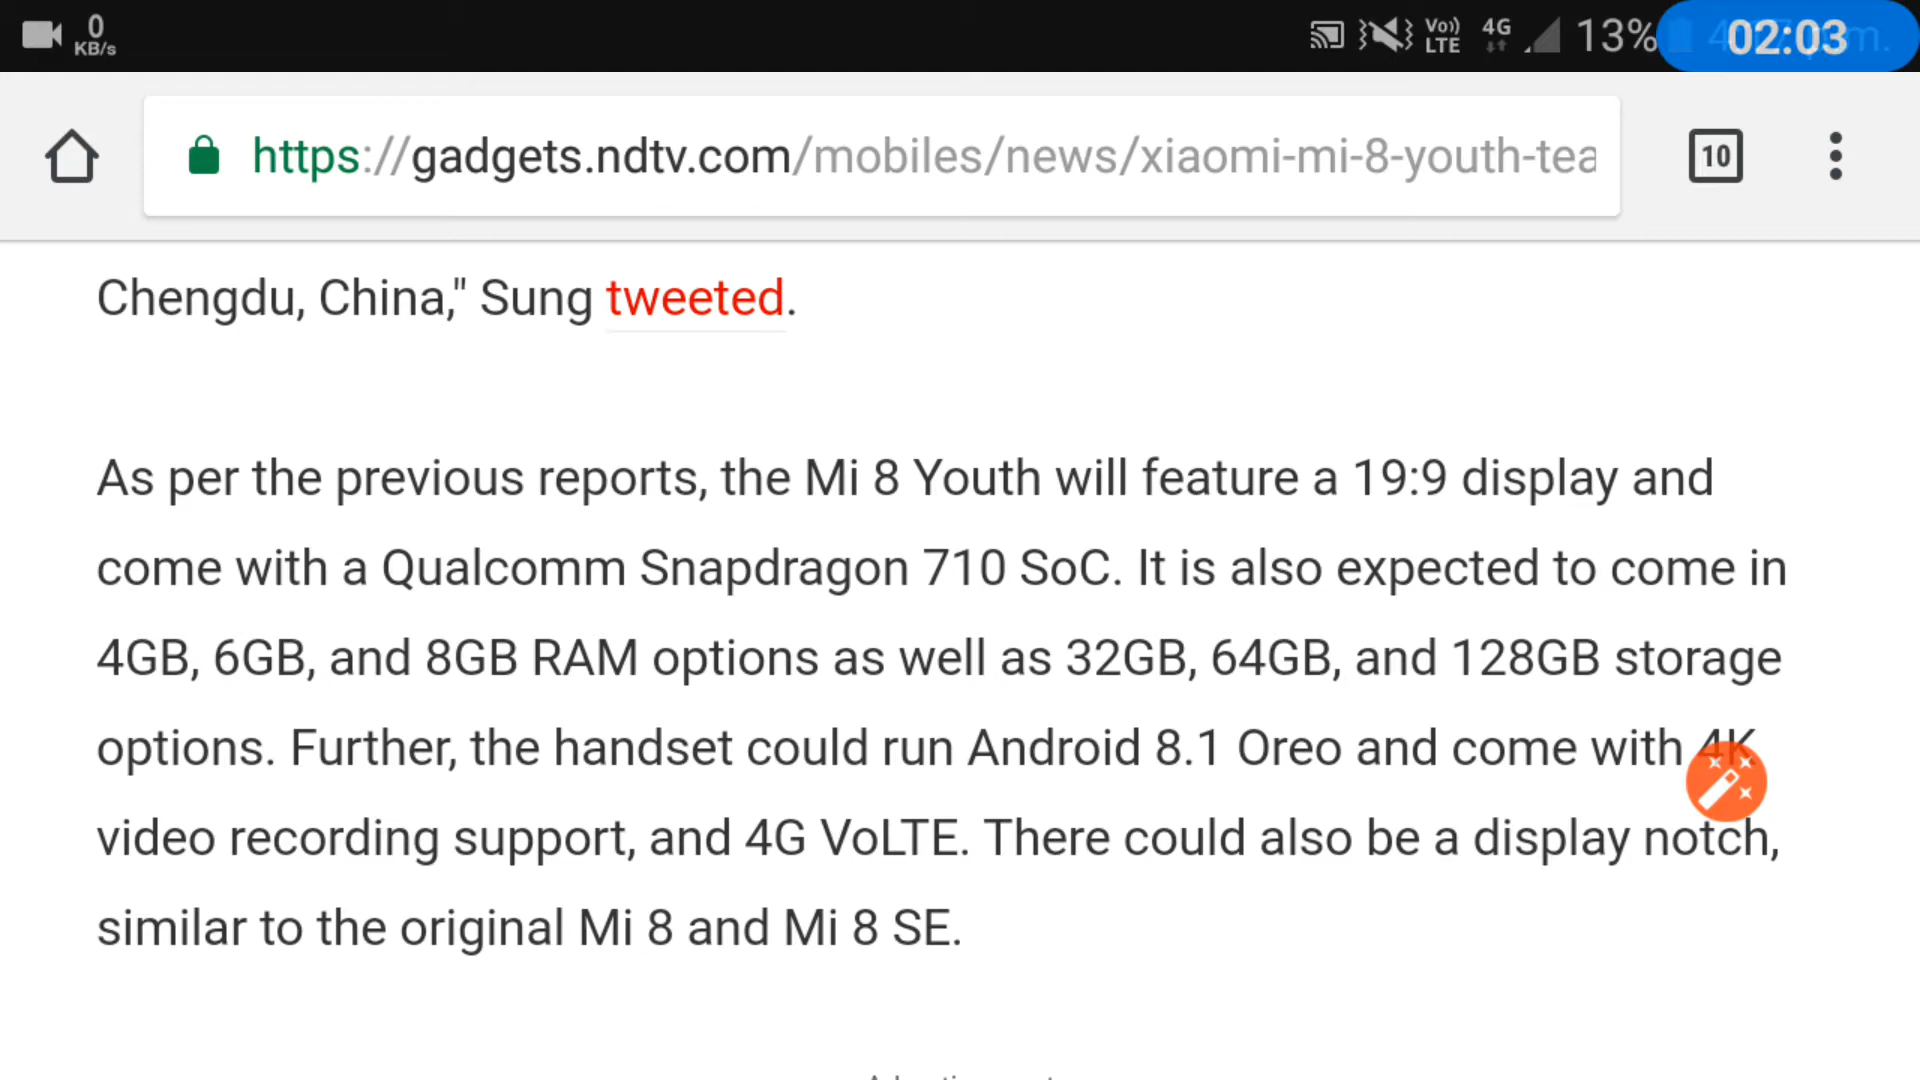 0
KB/s
Vo))
LTE
4G
13%
02:03
https://gadgets.ndtv.com/mobiles/news/xiaomi-mi-8-youth-tea
10
Chengdu, China," Sung tweeted.
As per the previous reports, the Mi 8 Youth will feature a 19:9 display and
come with a Qualcomm Snapdragon 710 SoC. It is also expected to come in
4GB, 6GB, and 8GB RAM options as well as 32GB, 64GB, and 128GB storage
options. Further, the handset could run Android 8.1 Oreo and come with 4K
video recording support, and 4G VoLTE. There could also be a display notch,
similar to the original Mi 8 and Mi 8 SE.